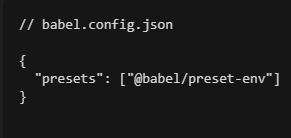 // babel.config.json
{
  "presets": ["@babel/preset-env"]
}